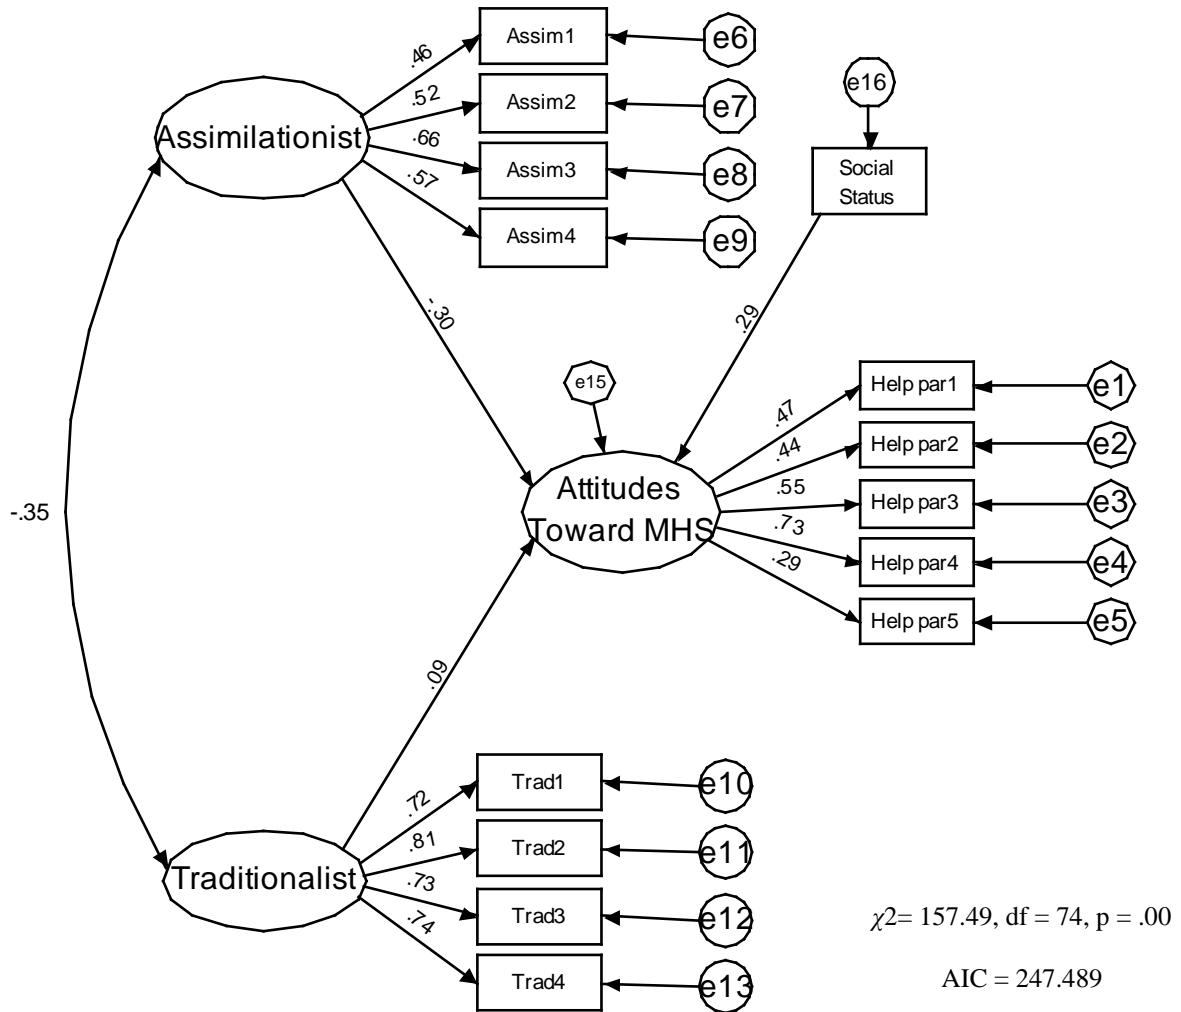 Assim1
e6
.46
Assim2
e7
.52
Assimilationist
.66
Assim3
e8
.57
Assim4
e9
e16
Social
Status
-.30
.29
e15
Help par1
e1
.47
Help par2
e2
.44
Attitudes
Toward MHS
.55
Help par3
e3
.73
Help par4
e4
.29
Help par5
e5
-.35
.09
Trad1
e10
.72
Trad2
e11
.81
Traditionalist
.73
Trad3
e12
.74
Trad4
e13
χ2= 157.49, df = 74, p = .00
AIC = 247.489